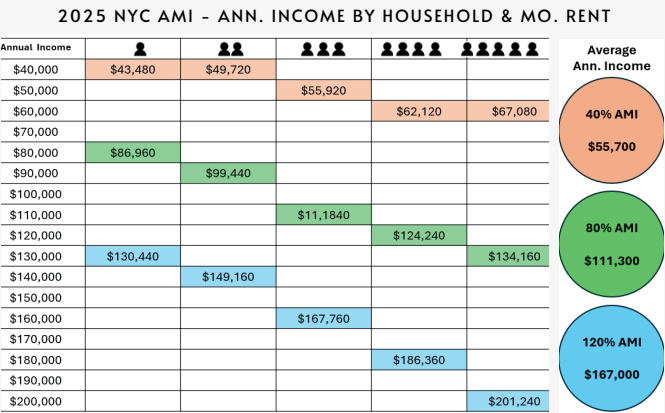 2025 NYC AMI - ANN. INCOME BY HOUSEHOLD & MO. RENT
Annual Income
$40,000 $43,480 $49,720
$50,000 $55,920
$60,000 $62,120 $67,080
$70,000
$80,000 $86,960
$90,000 $99,440
$100,000
$110,000 $11,1840
$120,000 $124,240
$130,000 $130,440 $134,160
$140,000 $149,160
$150,000
$160,000 $167,760
$170,000
$180,000 $186,360
$190,000
$200,000 $201,240
Average
Ann. Income
40% AMI
$55,700
80% AMI
$111,300
120% AMI
$167,000